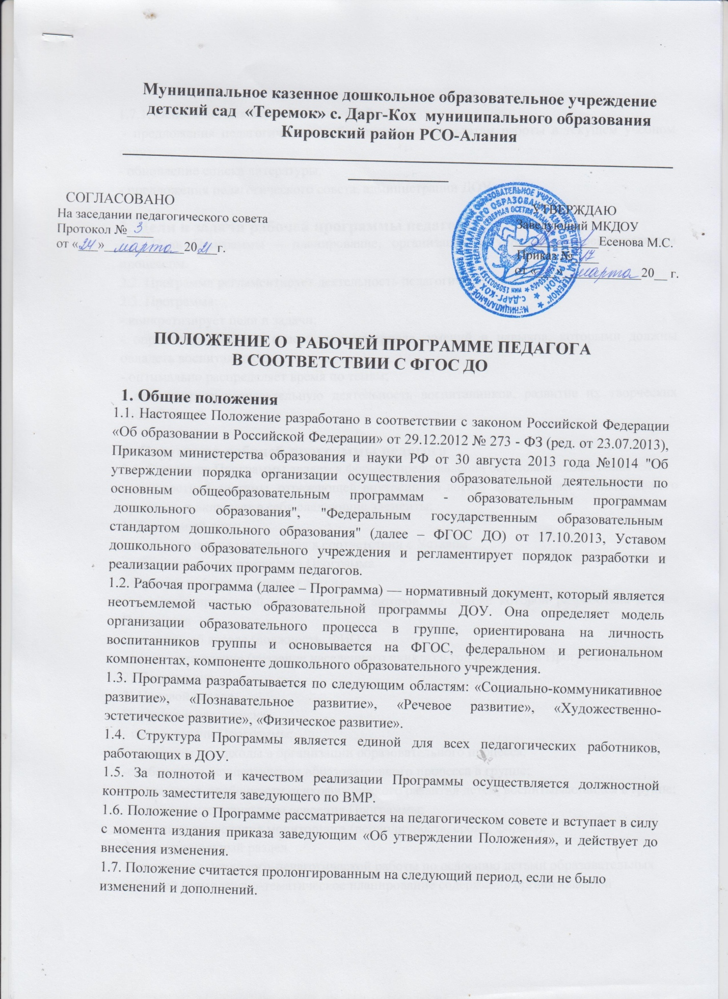 Муниципальное казенное дошкольное образовательное учреждение
детский сад «Теремок» с. Дарг-Кох муниципального образования
Кировский район РСО-Алания
СОГЛАСОВАНО
На заседании педагогического совета
Протокол № 3
от «24» марта 2021 г.
УТВЕРЖДАЮ
Заведующий МКДОУ
Есенова М.С.
Приказ № 17
от « » марта 20__ г.
ПОЛОЖЕНИЕ О РАБОЧЕЙ ПРОГРАММЕ ПЕДАГОГА
В СООТВЕТСТВИИ С ФГОС ДО
1. Общие положения
1.1. Настоящее Положение разработано в соответствии с законом Российской Федерации
«Об образовании в Российской Федерации» от 29.12.2012 № 273 - ФЗ (ред. от 23.07.2013),
Приказом министерства образования и науки РФ от 30 августа 2013 года №1014 "Об
утверждении порядка организации осуществления образовательной деятельности по
основным общеобразовательным программам - образовательным программам
дошкольного образования", "Федеральным государственным образовательным
стандартом дошкольного образования" (далее – ФГОС ДО) от 17.10.2013, Уставом
дошкольного образовательного учреждения и регламентирует порядок разработки и
реализации рабочих программ педагогов.
1.2. Рабочая программа (далее – Программа) — нормативный документ, который является
неотъемлемой частью образовательной программы ДОУ. Она определяет модель
организации образовательного процесса в группе, ориентирована на личность
воспитанников группы и основывается на ФГОС, федеральном и региональном
компонентах, компоненте дошкольного образовательного учреждения.
1.3. Программа разрабатывается по следующим областям: «Социально-коммуникативное
развитие», «Познавательное развитие», «Речевое развитие», «Художественно-
эстетическое развитие», «Физическое развитие».
1.4. Структура Программы является единой для всех педагогических работников,
работающих в ДОУ.
1.5. За полнотой и качеством реализации Программы осуществляется должностной
контроль заместителя заведующего по ВМР.
1.6. Положение о Программе рассматривается на педагогическом совете и вступает в силу
с момента издания приказа заведующим «Об утверждении Положения», и действует до
внесения изменения.
1.7. Положение считается пролонгированным на следующий период, если не было
изменений и дополнений.